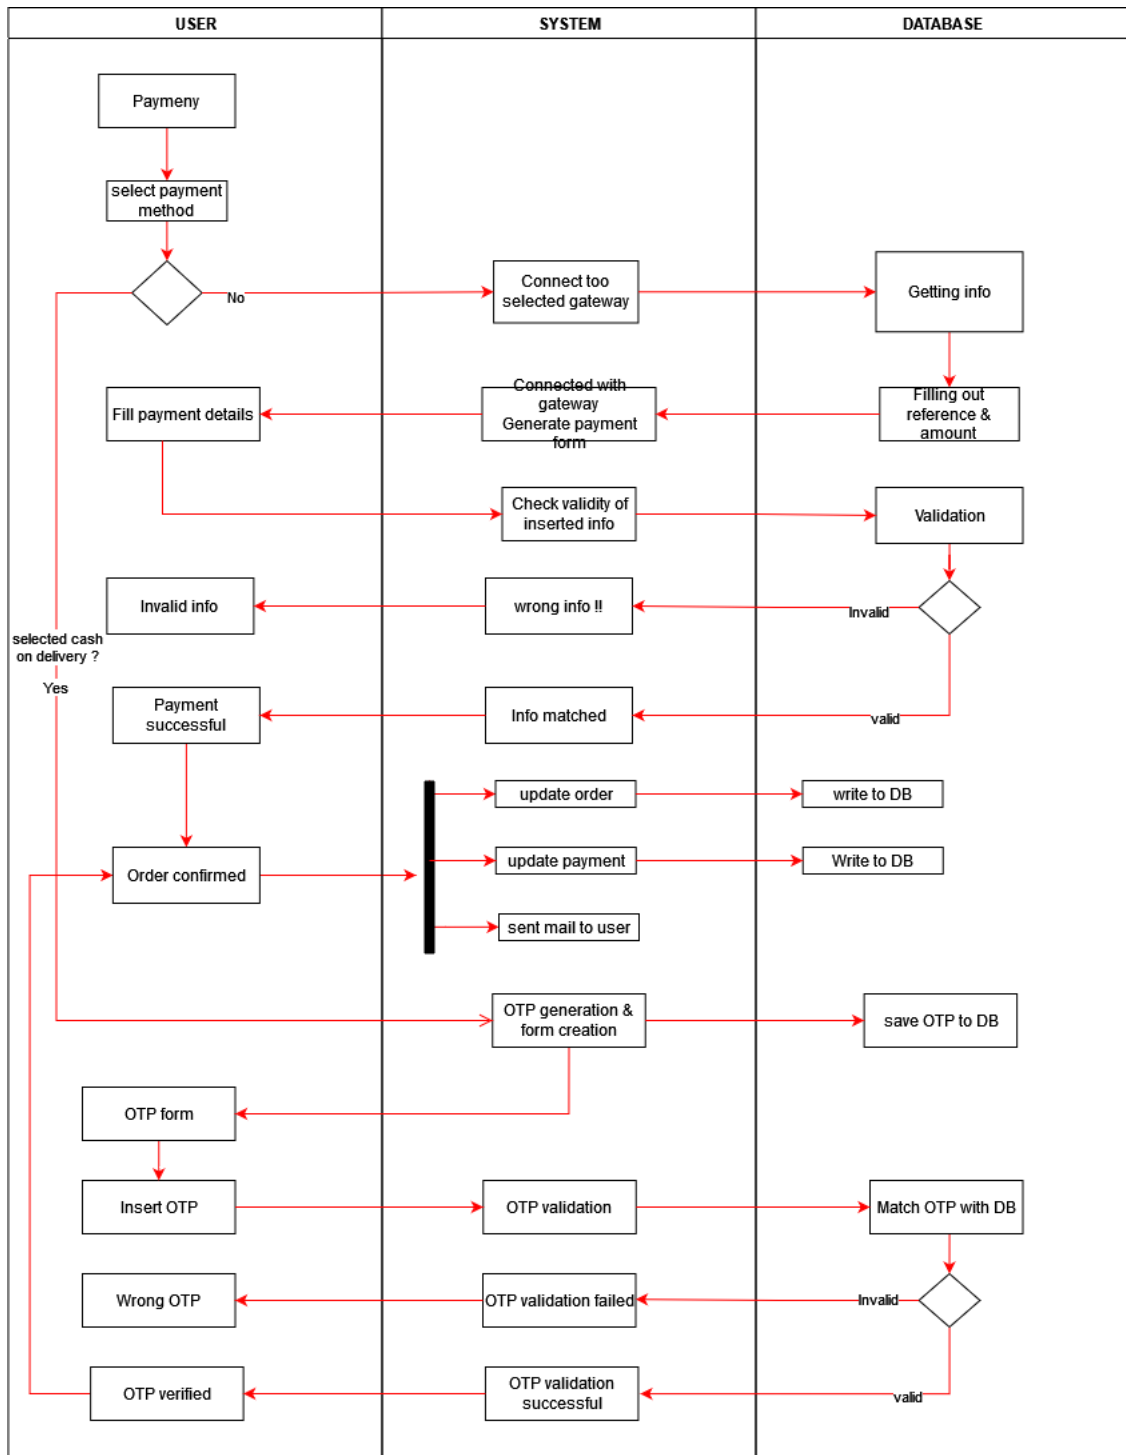 USER
SYSTEM
DATABASE
Paymeny
select payment
method
No
Connect too
selected gateway
Getting info
Fill payment details
Connected with
gateway
Generate payment
form
Filling out
reference &
amount
Check validity of
inserted info
Validation
Invalid info
wrong info !!
Invalid
selected cash
on delivery ?
Yes
Payment
successful
Info matched
valid
update order
write to DB
Order confirmed
update payment
Write to DB
sent mail to user
OTP generation &
form creation
save OTP to DB
OTP form
Insert OTP
OTP validation
Match OTP with DB
Wrong OTP
OTP validation failed
Invalid
OTP verified
OTP validation
successful
valid